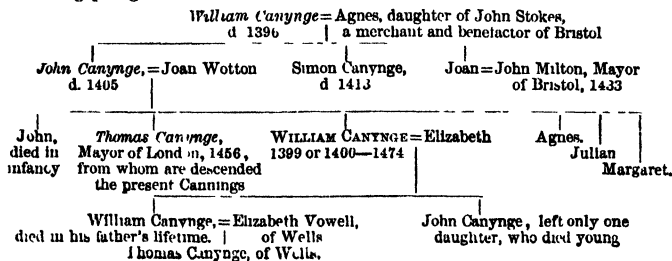 William Canynge = Agnes, daughter of John Stokes,
d 1396 a merchant and benefactor of Bristol
John Canynge, = Joan Wotton Simon Canynge, Joan = John Milton, Mayor
d. 1405 d 1413 of Bristol, 1433
John, Thomas Canynge, WILLIAM CANYNGE = Elizabeth Agnes.
died in Mayor of London, 1456, 1399 or 1400—1474 Julian
infancy from whom are descended Margaret.
the present Cannings
William Canynge, = Elizabeth Vowell, John Canynge, left only one
died in his father's lifetime. of Wells daughter, who died young
Thomas Canynge, of Wells.